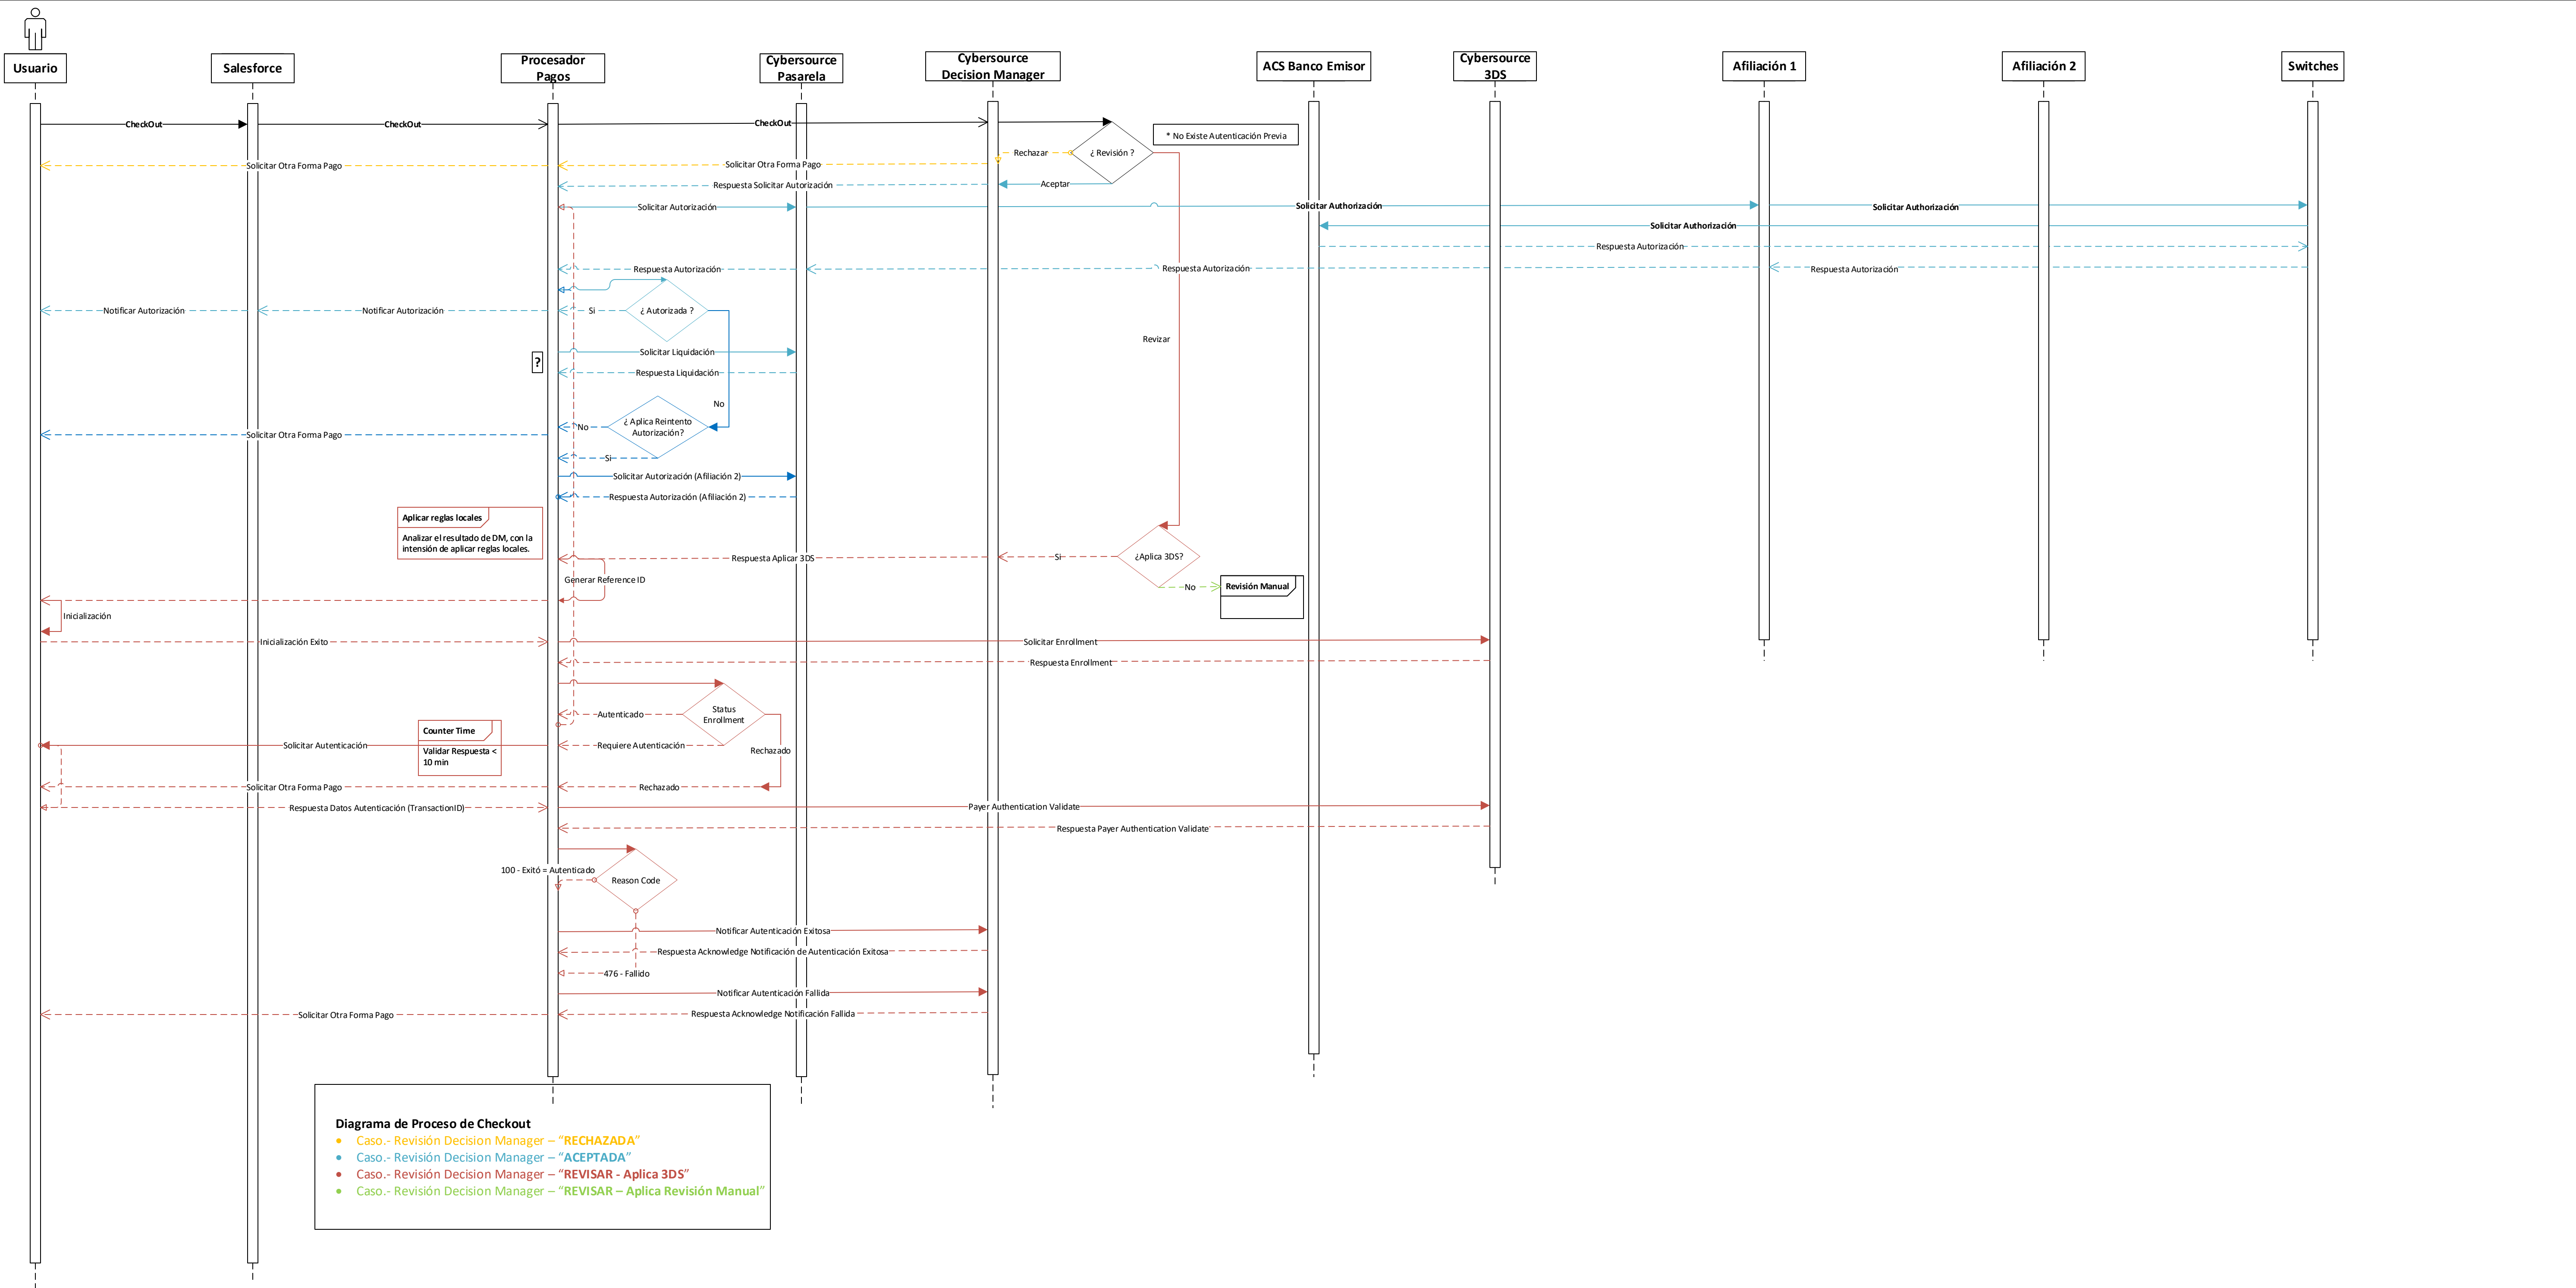 Usuario
Salesforce
Procesador
Pagos
Cybersource
Pasarela
Cybersource
Decision Manager
ACS Banco Emisor
Cybersource
3DS
Afiliación 1
Afiliación 2
Switches
CheckOut
CheckOut
CheckOut
* No Existe Autenticación Previa
¿ Revisión ?
Rechazar
Solicitar Otra Forma Pago
Solicitar Otra Forma Pago
Aceptar
Respuesta Solicitar Autorización
Solicitar Autorización
Solicitar Authorización
Solicitar Authorización
Solicitar Authorización
Respuesta Autorización
Respuesta Autorización
Respuesta Autorización
Respuesta Autorización
Notificar Autorización
Notificar Autorización
Si
¿ Autorizada ?
Revizar
?
Solicitar Liquidación
Respuesta Liquidación
No
¿ Aplica Reintento
Autorización?
No
Solicitar Otra Forma Pago
Si
Solicitar Autorización (Afiliación 2)
Respuesta Autorización (Afiliación 2)
Aplicar reglas locales
Analizar el resultado de DM, con la
intensión de aplicar reglas locales.
Respuesta Aplicar 3DS
Si
¿Aplica 3DS?
Generar Reference ID
No
Revisión Manual
Inicialización
Inicialización Exito
Solicitar Enrollment
Respuesta Enrollment
Status
Enrollment
Autenticado
Counter Time
Validar Respuesta <
10 min
Solicitar Autenticación
Requiere Autenticación
Rechazado
Solicitar Otra Forma Pago
Rechazado
Respuesta Datos Autenticación (TransactionID)
Payer Authentication Validate
Respuesta Payer Authentication Validate
100 - Exitó = Autenticado
Reason Code
Notificar Autenticación Exitosa
Respuesta Acknowledge Notificación de Autenticación Exitosa
476 - Fallido
Notificar Autenticación Fallida
Solicitar Otra Forma Pago
Respuesta Acknowledge Notificación Fallida
Diagrama de Proceso de Checkout
• Caso.- Revisión Decision Manager – “RECHAZADA”
• Caso.- Revisión Decision Manager – “ACEPTADA”
• Caso.- Revisión Decision Manager – “REVISAR - Aplica 3DS”
• Caso.- Revisión Decision Manager – “REVISAR – Aplica Revisión Manual”